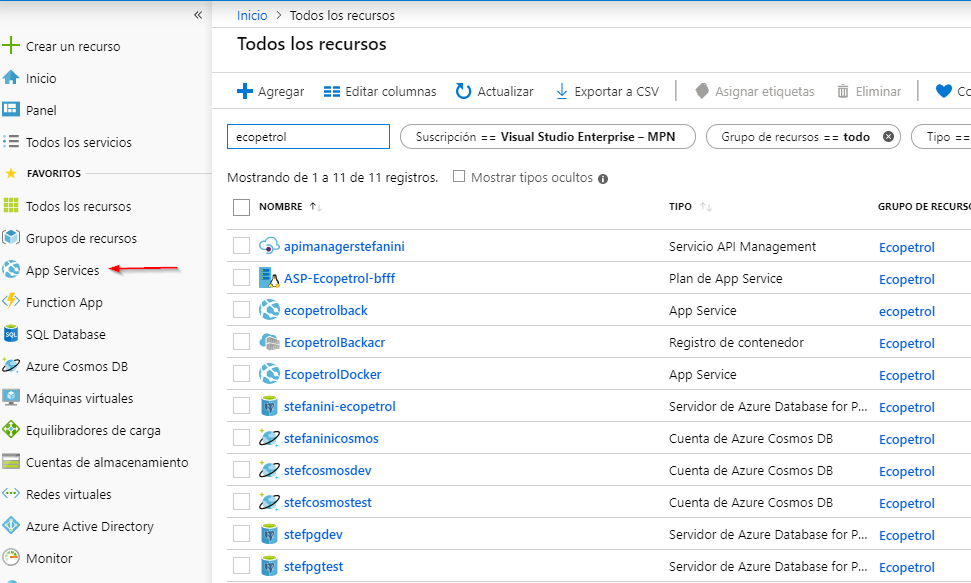 «
Inicio > Todos los recursos
Todos los recursos
Crear un recurso
Inicio
Panel
Todos los servicios
FAVORITOS
Todos los recursos
Grupos de recursos
App Services
Function App
SQL Database
Azure Cosmos DB
Máquinas virtuales
Equilibradores de carga
Cuentas de almacenamiento
Redes virtuales
Azure Active Directory
Monitor
Agregar Editar columnas Actualizar Exportar a CSV Asignar etiquetas Eliminar Co
ecopetrol Suscripción == Visual Studio Enterprise – MPN Grupo de recursos == todo Tipo ==
Mostrando de 1 a 11 de 11 registros. Mostrar tipos ocultos
NOMBRE ↑↓ TIPO ↑↓ GRUPO DE RECURSO
apimanagerstefanini Servicio API Management Ecopetrol
ASP-Ecopetrol-bfff Plan de App Service Ecopetrol
ecopetrolback App Service ecopetrol
EcopetrolBackacr Registro de contenedor Ecopetrol
EcopetrolDocker App Service Ecopetrol
stefanini-ecopetrol Servidor de Azure Database for P... Ecopetrol
stefaninicosmos Cuenta de Azure Cosmos DB Ecopetrol
stefcosmosdev Cuenta de Azure Cosmos DB Ecopetrol
stefcosmostest Cuenta de Azure Cosmos DB Ecopetrol
stefpgdev Servidor de Azure Database for P... Ecopetrol
stefpgtest Servidor de Azure Database for P... Ecopetrol